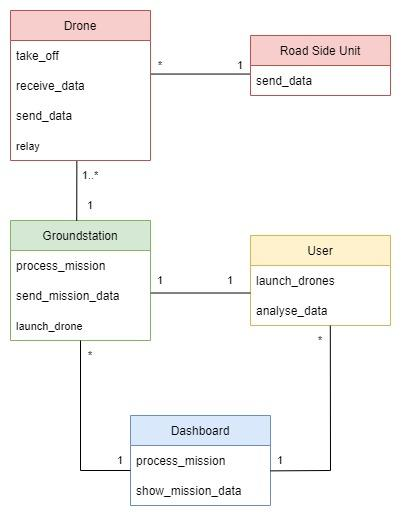 Drone
take_off
receive_data
send_data
relay
Road Side Unit
send_data
* 1
1..*
1
Groundstation
process_mission
send_mission_data
launch_drone
1 1
User
launch_drones
analyse_data
*
*
Dashboard
process_mission
show_mission_data
1 1